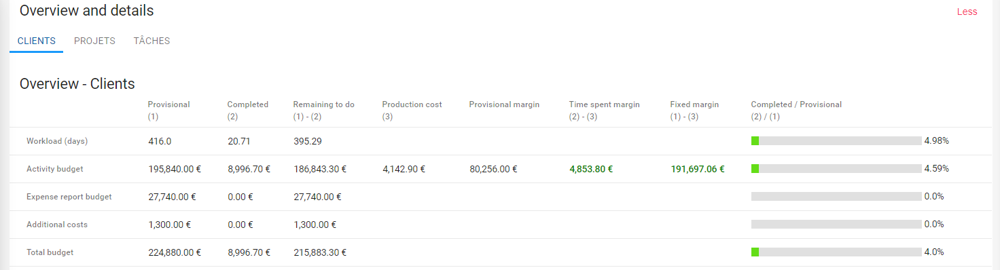 Overview and details
Less
CLIENTS PROJETS TÂCHES
Overview - Clients
Provisional Completed Remaining to do Production cost Provisional margin Time spent margin Fixed margin Completed / Provisional
(1) (2) (1) - (2) (3) (2) - (3) (1) - (3) (2) / (1)
Workload (days) 416.0 20.71 395.29 4.98%
Activity budget 195,840.00 € 8,996.70 € 186,843.30 € 4,142.90 € 80,256.00 € 4,853.80 € 191,697.06 € 4.59%
Expense report budget 27,740.00 € 0.00 € 27,740.00 € 0.0%
Additional costs 1,300.00 € 0.00 € 1,300.00 € 0.0%
Total budget 224,880.00 € 8,996.70 € 215,883.30 € 4.0%